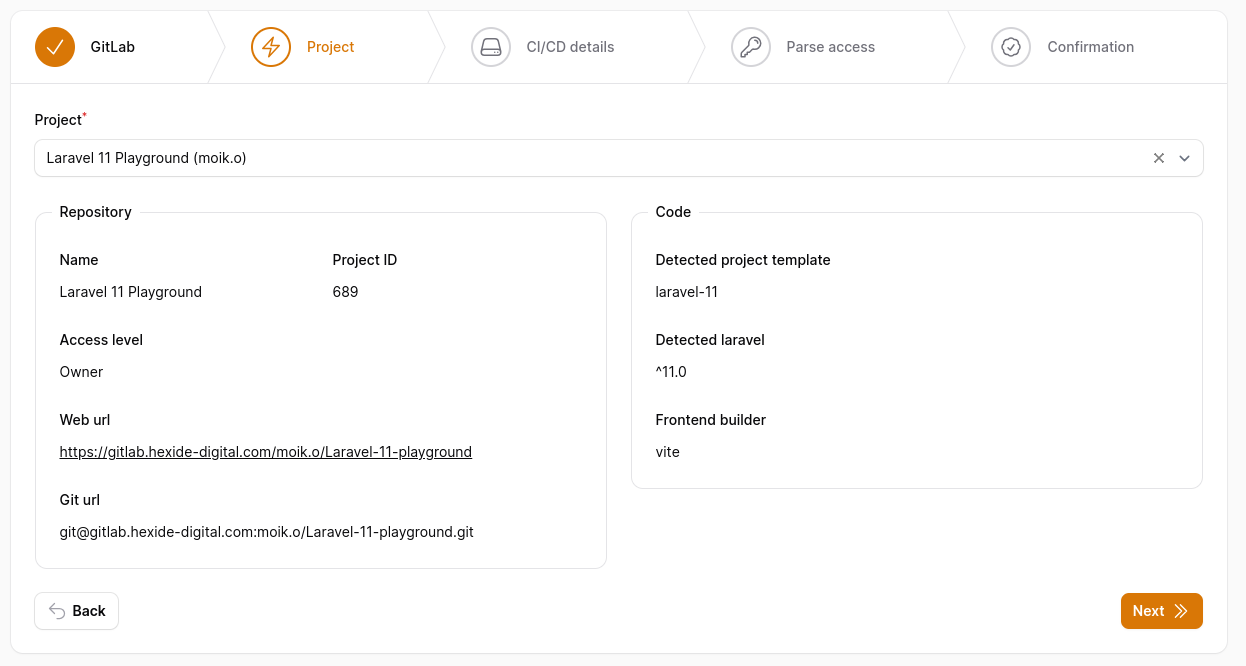 GitLab
Project
CI/CD details
Parse access
Confirmation
Project*
Laravel 11 Playground (moik.o)
Repository
Name
Project ID
Laravel 11 Playground
689
Access level
Owner
Web url
https://gitlab.hexide-digital.com/moik.o/Laravel-11-playground
Git url
git@gitlab.hexide-digital.com:moik.o/Laravel-11-playground.git
Code
Detected project template
laravel-11
Detected laravel
^11.0
Frontend builder
vite
Back
Next